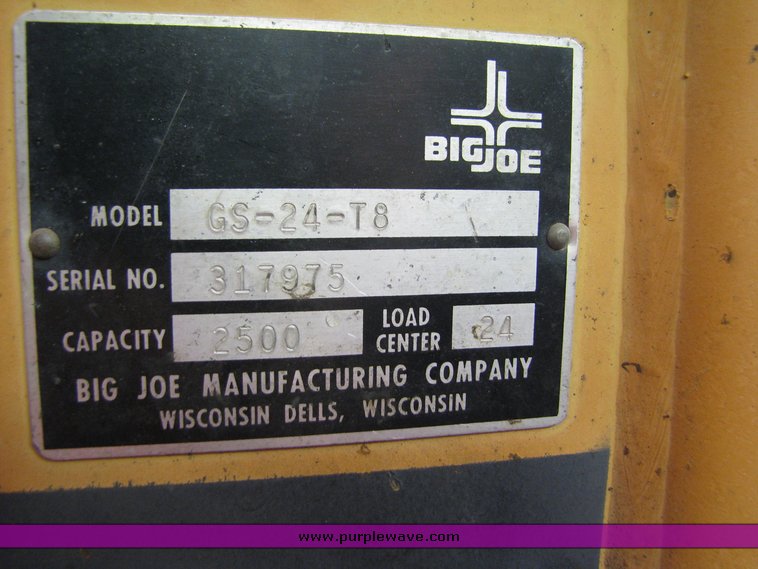 BIG JOE
MODEL GS-24-T8
SERIAL NO. 317975
CAPACITY 2500 LOAD CENTER 24
BIG JOE MANUFACTURING COMPANY
WISCONSIN DELLS, WISCONSIN
www.purplewave.com